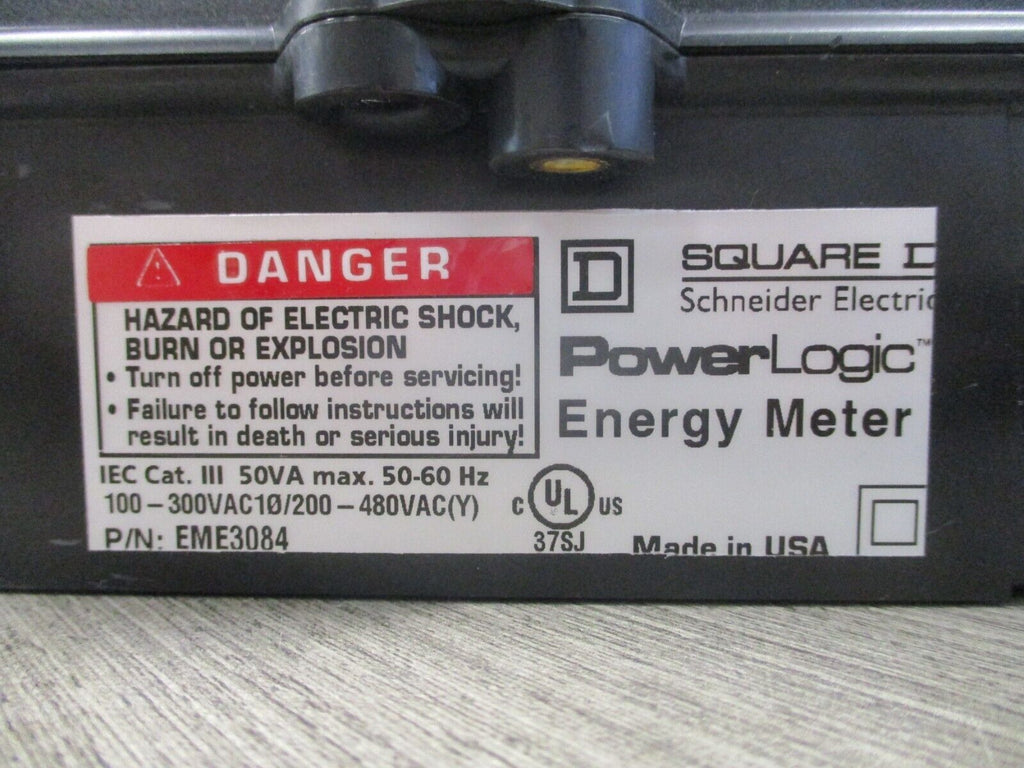 DANGER
HAZARD OF ELECTRIC SHOCK,
BURN OR EXPLOSION
• Turn off power before servicing!
• Failure to follow instructions will
result in death or serious injury!
IEC Cat. III 50VA max. 50-60 Hz
100–300VAC1Ø/200–480VAC(Y)
P/N: EME3084
D
SQUARE D
Schneider Electric
PowerLogic™
Energy Meter
C UL US
37SJ
Made in USA